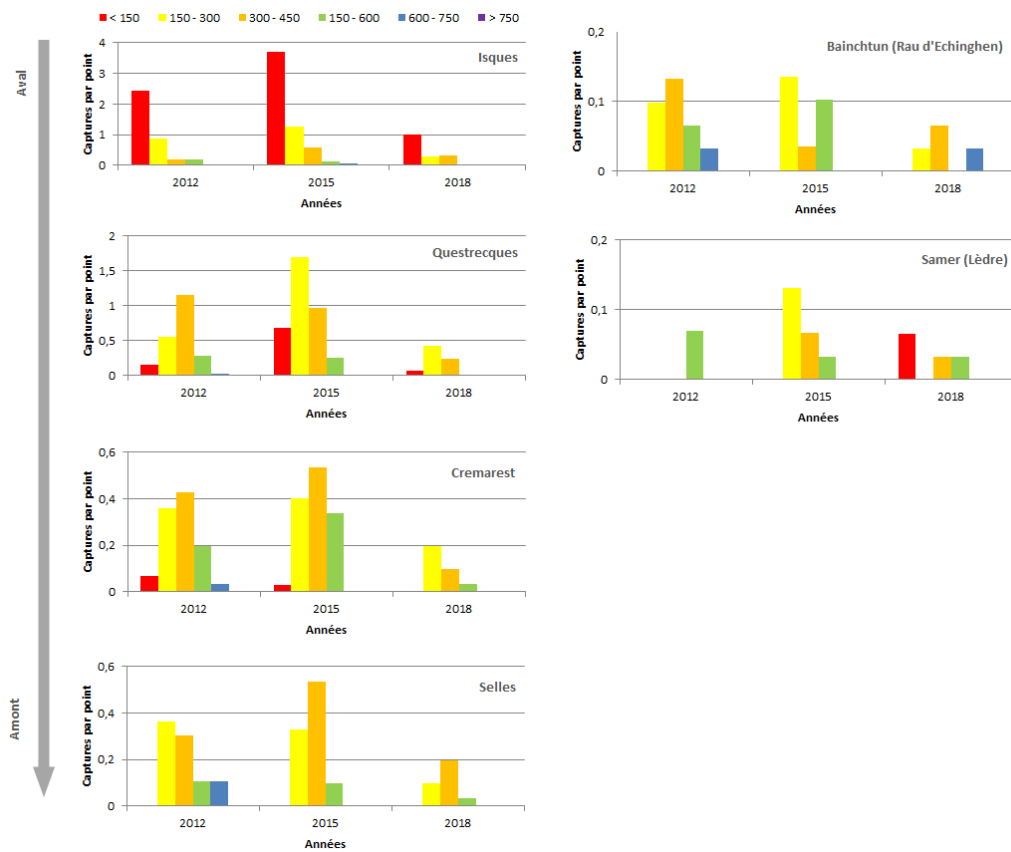 < 150 150 - 300 300 - 450 150 - 600 600 - 750 > 750
Aval
Amont
Isques
Captures par point
4
3
2
1
0
2012 2015 2018
Années
Questrecques
Captures par point
2
1,5
1
0,5
0
2012 2015 2018
Années
Cremarest
Captures par point
0,6
0,4
0,2
0
2012 2015 2018
Années
Selles
Captures par point
0,6
0,4
0,2
0
2012 2015 2018
Années
Bainchtun (Rau d'Echinghen)
Captures par point
0,2
0,1
0
2012 2015 2018
Années
Samer (Lèdre)
Captures par point
0,2
0,1
0
2012 2015 2018
Années